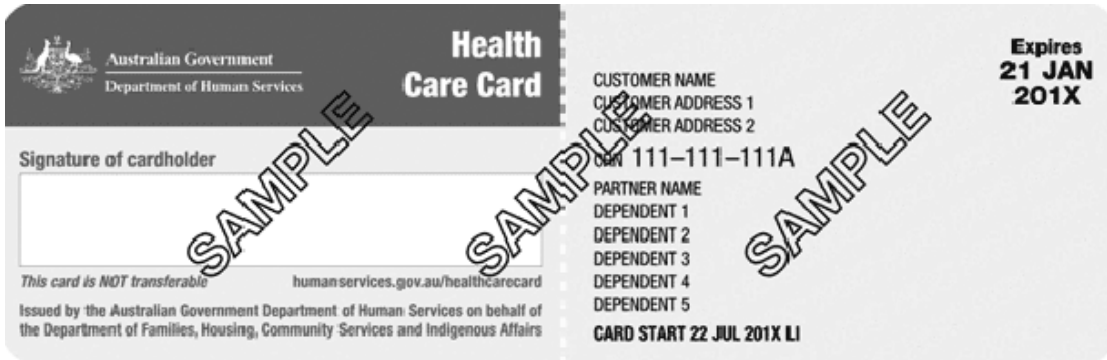 Australian Government
Department of Human Services
Health
Care Card
Signature of cardholder
This card is NOT transferable
humanservices.gov.au/healthcarecard
Issued by the Australian Government Department of Human Services on behalf of
the Department of Families, Housing, Community Services and Indigenous Affairs
SAMPLE
SAMPLE
SAMPLE
Expires
21 JAN
201X
CUSTOMER NAME
CUSTOMER ADDRESS 1
CUSTOMER ADDRESS 2
CRN 111–111–111A
PARTNER NAME
DEPENDENT 1
DEPENDENT 2
DEPENDENT 3
DEPENDENT 4
DEPENDENT 5
CARD START 22 JUL 201X LI